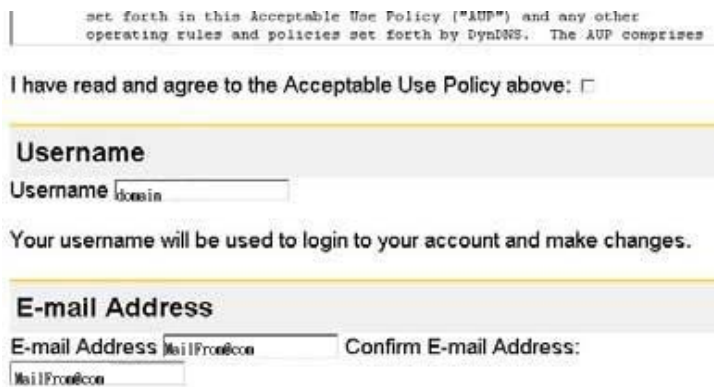 set forth in this Acceptable Use Policy ("AUP") and any other
operating rules and policies set forth by DynDNS. The AUP comprises
I have read and agree to the Acceptable Use Policy above:
Username
Username domain
Your username will be used to login to your account and make changes.
E-mail Address
E-mail Address MailFrom@com Confirm E-mail Address:
MailFrom@com